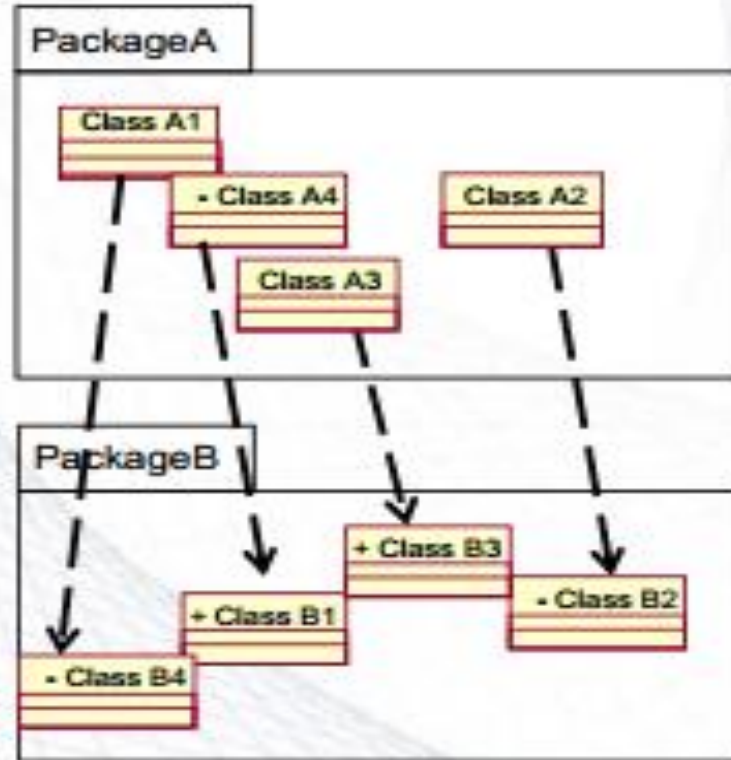 PackageA
Class A1
- Class A4
Class A2
Class A3
PackageB
+ Class B3
- Class B2
+ Class B1
- Class B4